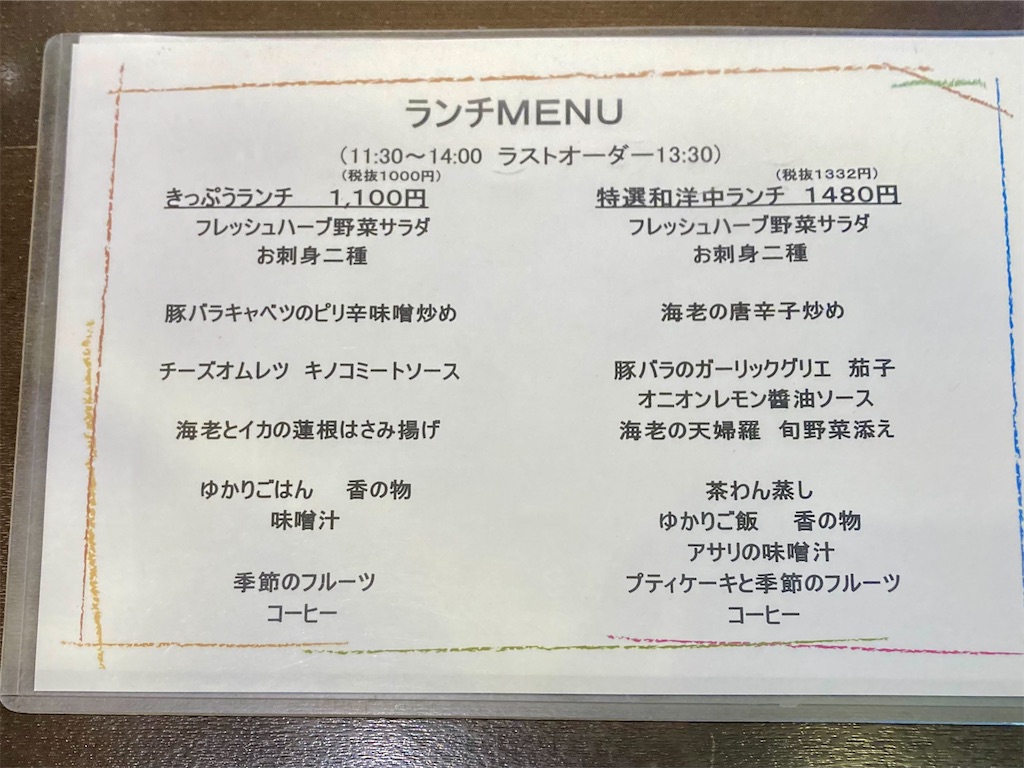 ランチMENU
（11:30～14:00 ラストオーダー13:30）
（税抜1000円）
きっぷうランチ 1,100円
フレッシュハーブ野菜サラダ
お刺身二種
豚バラキャベツのピリ辛味噌炒め
チーズオムレツ キノコミートソース
海老とイカの蓮根はさみ揚げ
ゆかりごはん 香の物
味噌汁
季節のフルーツ
コーヒー
（税抜1332円）
特選和洋中ランチ 1480円
フレッシュハーブ野菜サラダ
お刺身二種
海老の唐辛子炒め
豚バラのガーリックグリエ 茄子
オニオンレモン醬油ソース
海老の天婦羅 旬野菜添え
茶わん蒸し
ゆかりご飯 香の物
アサリの味噌汁
プティケーキと季節のフルーツ
コーヒー